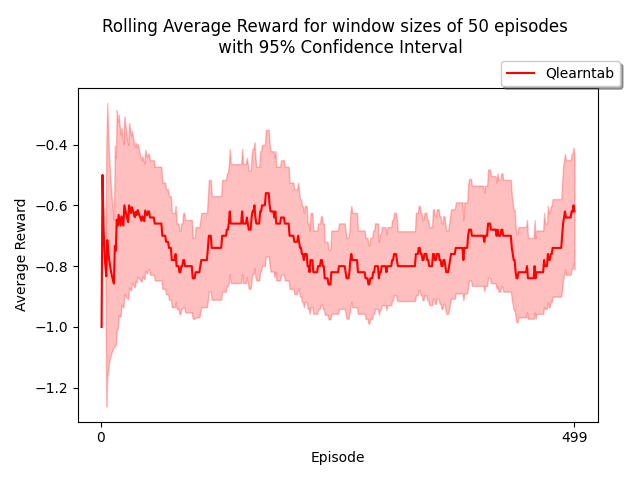 Rolling Average Reward for window sizes of 50 episodes
with 95% Confidence Interval
Qlearntab
−0.4
−0.6
−0.8
−1.0
−1.2
Average Reward
0
499
Episode